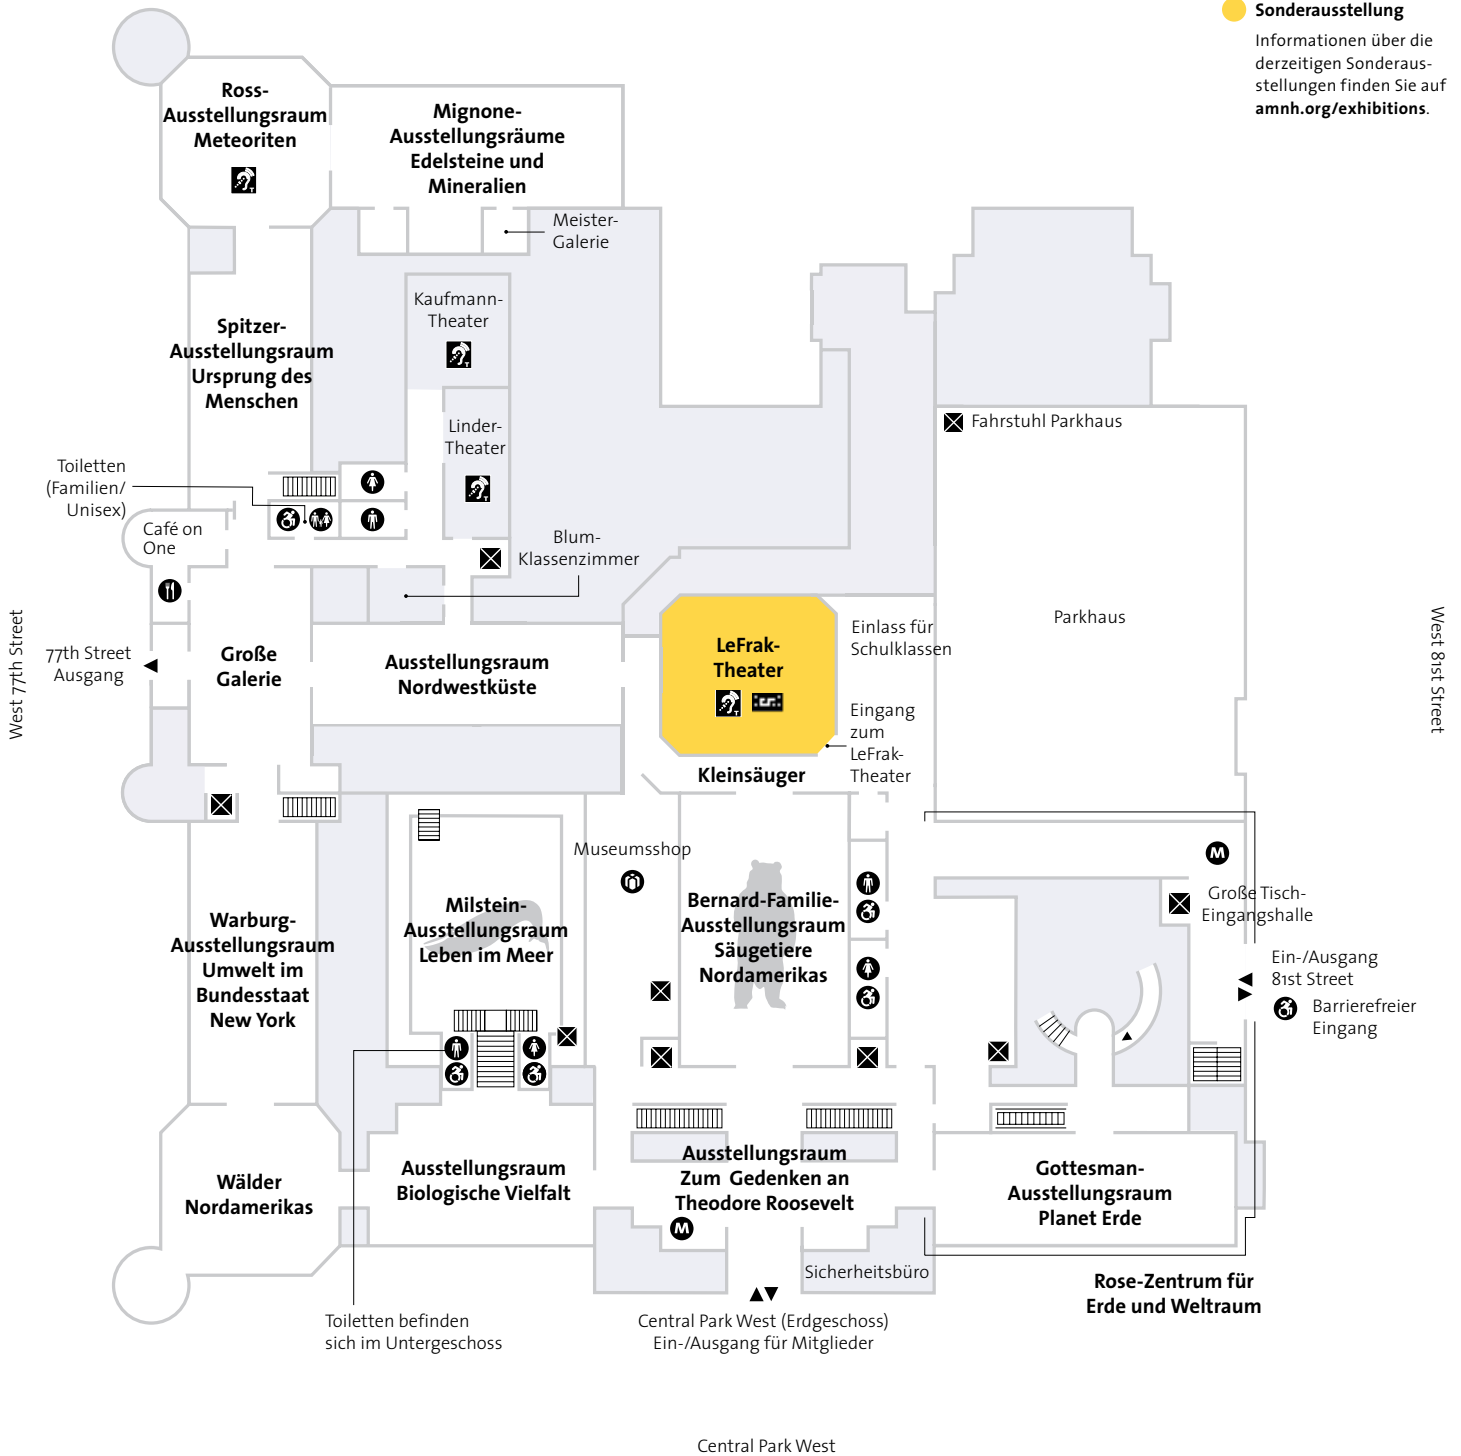 Sonderausstellung
Informationen über die
derzeitigen Sonderaus-
stellungen finden Sie auf
amnh.org/exhibitions.
Ross-
Ausstellungsraum
Meteoriten
Mignone-
Ausstellungsräume
Edelsteine und
Mineralien
Meister-
Galerie
Kaufmann-
Theater
Spitzer-
Ausstellungsraum
Ursprung des
Menschen
Linder-
Theater
Fahrstuhl Parkhaus
Toiletten
(Familien/
Unisex)
Café on
One
Blum-
Klassenzimmer
West 77th Street
77th Street
Ausgang
Große
Galerie
Ausstellungsraum
Nordwestküste
LeFrak-
Theater
Einlass für
Schulklassen
Parkhaus
West 81st Street
Eingang
zum
LeFrak-
Theater
Kleinsäuger
Museumsshop
M
Große Tisch-
Eingangshalle
Warburg-
Ausstellungsraum
Umwelt im
Bundesstaat
New York
Milstein-
Ausstellungsraum
Leben im Meer
Bernard-Familie-
Ausstellungsraum
Säugetiere
Nordamerikas
Ein-/Ausgang
81st Street
Barrierefreier
Eingang
Wälder
Nordamerikas
Ausstellungsraum
Biologische Vielfalt
Ausstellungsraum
Zum Gedenken an
Theodore Roosevelt
M
Gottesman-
Ausstellungsraum
Planet Erde
Sicherheitsbüro
Rose-Zentrum für
Erde und Weltraum
Toiletten befinden
sich im Untergeschoss
Central Park West (Erdgeschoss)
Ein-/Ausgang für Mitglieder
Central Park West